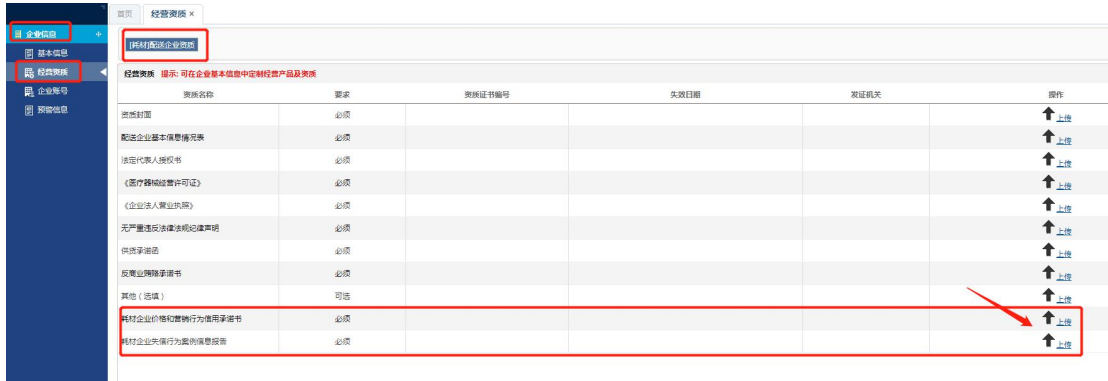 首页 经营资质 ×
企业信息
基本信息
经营资质
企业账号
预警信息
[耗材]配送企业资质
经营资质 提示: 可在企业基本信息中定制经营产品及资质
资质名称 要求 资质证书编号 失效日期 发证机关 操作
资质封面 必须 上传
配送企业基本信息情况表 必须 上传
法定代表人授权书 必须 上传
《医疗器械经营许可证》 必须 上传
《企业法人营业执照》 必须 上传
无严重违反法律法规纪律声明 必须 上传
供货承诺函 必须 上传
反商业贿赂承诺书 必须 上传
其他（选填） 可选 上传
耗材企业价格和营销行为信用承诺书 必须 上传
耗材企业失信行为案例信息报告 必须 上传